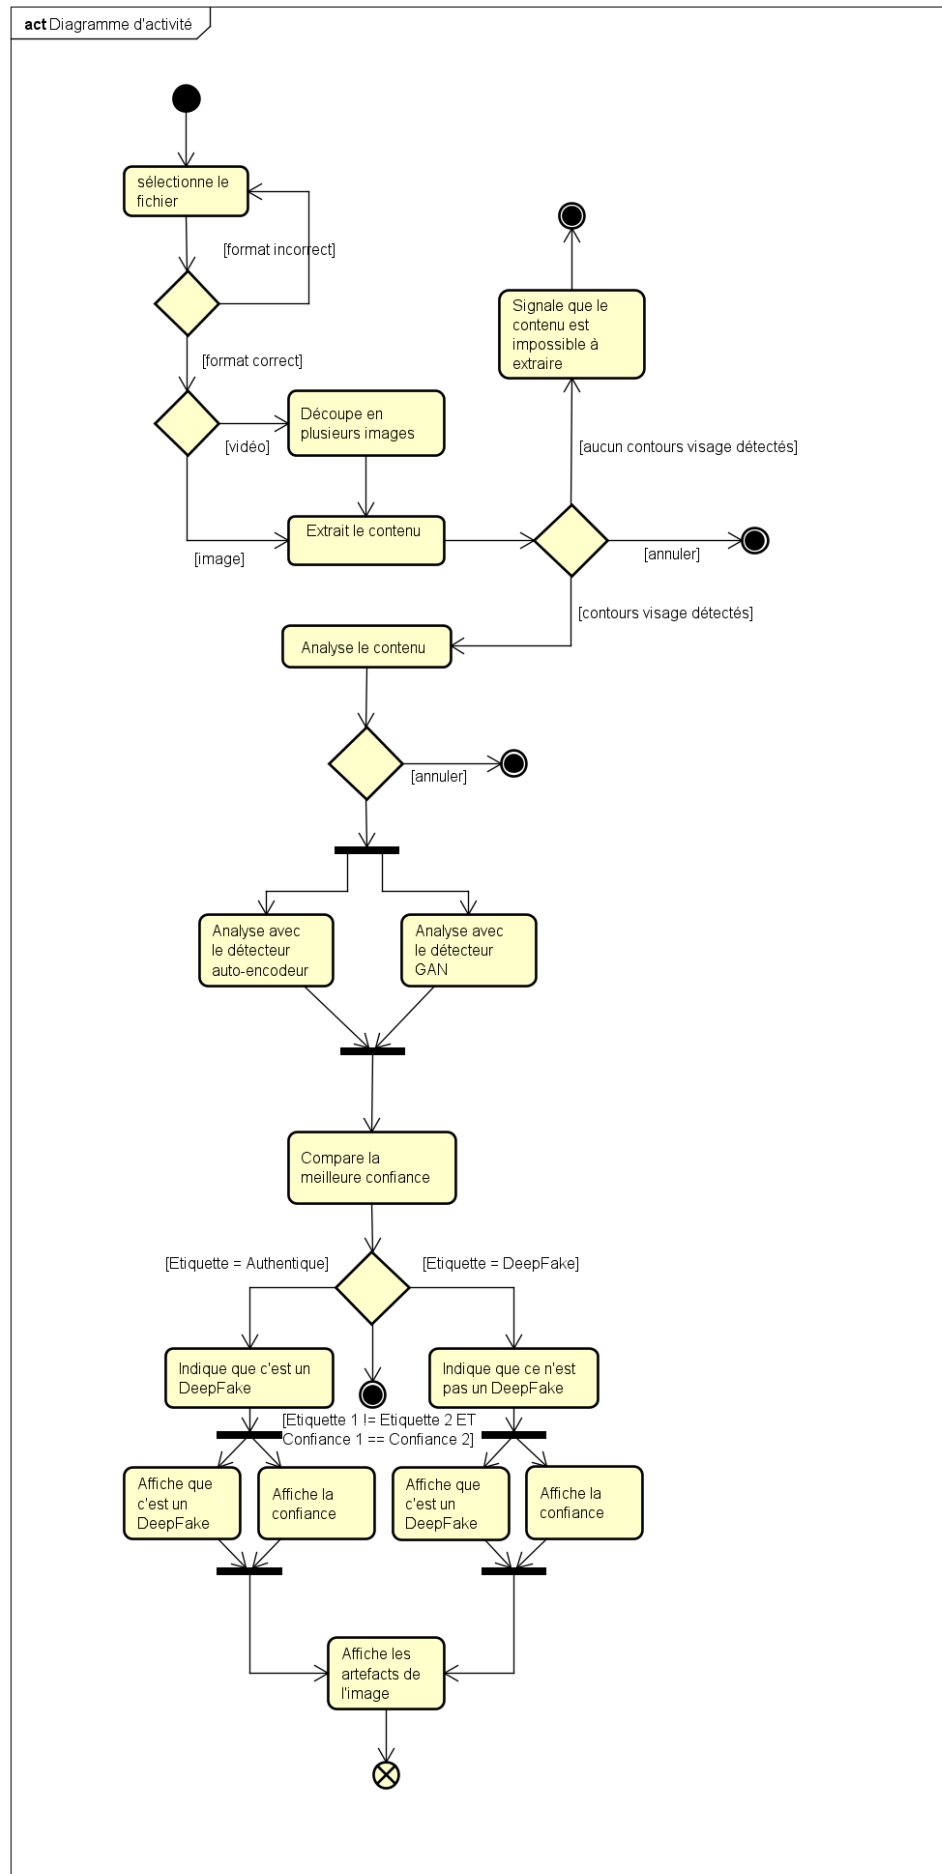 act Diagramme d'activité
sélectionne le
fichier
[format incorrect]
Signale que le
contenu est
impossible à
extraire
[format correct]
Découpe en
plusieurs images
[vidéo]
[aucun contours visage détectés]
Extrait le contenu
[image]
[annuler]
[contours visage détectés]
Analyse le contenu
[annuler]
Analyse avec
le détecteur
auto-encodeur
Analyse avec
le détecteur
GAN
Compare la
meilleure confiance
[Etiquette = Authentique]
[Etiquette = DeepFake]
Indique que c'est un
DeepFake
Indique que ce n'est
pas un DeepFake
[Etiquette 1 != Etiquette 2 ET
Confiance 1 == Confiance 2]
Affiche que
c'est un
DeepFake
Affiche la
confiance
Affiche que
c'est un
DeepFake
Affiche la
confiance
Affiche les
artefacts de
l'image